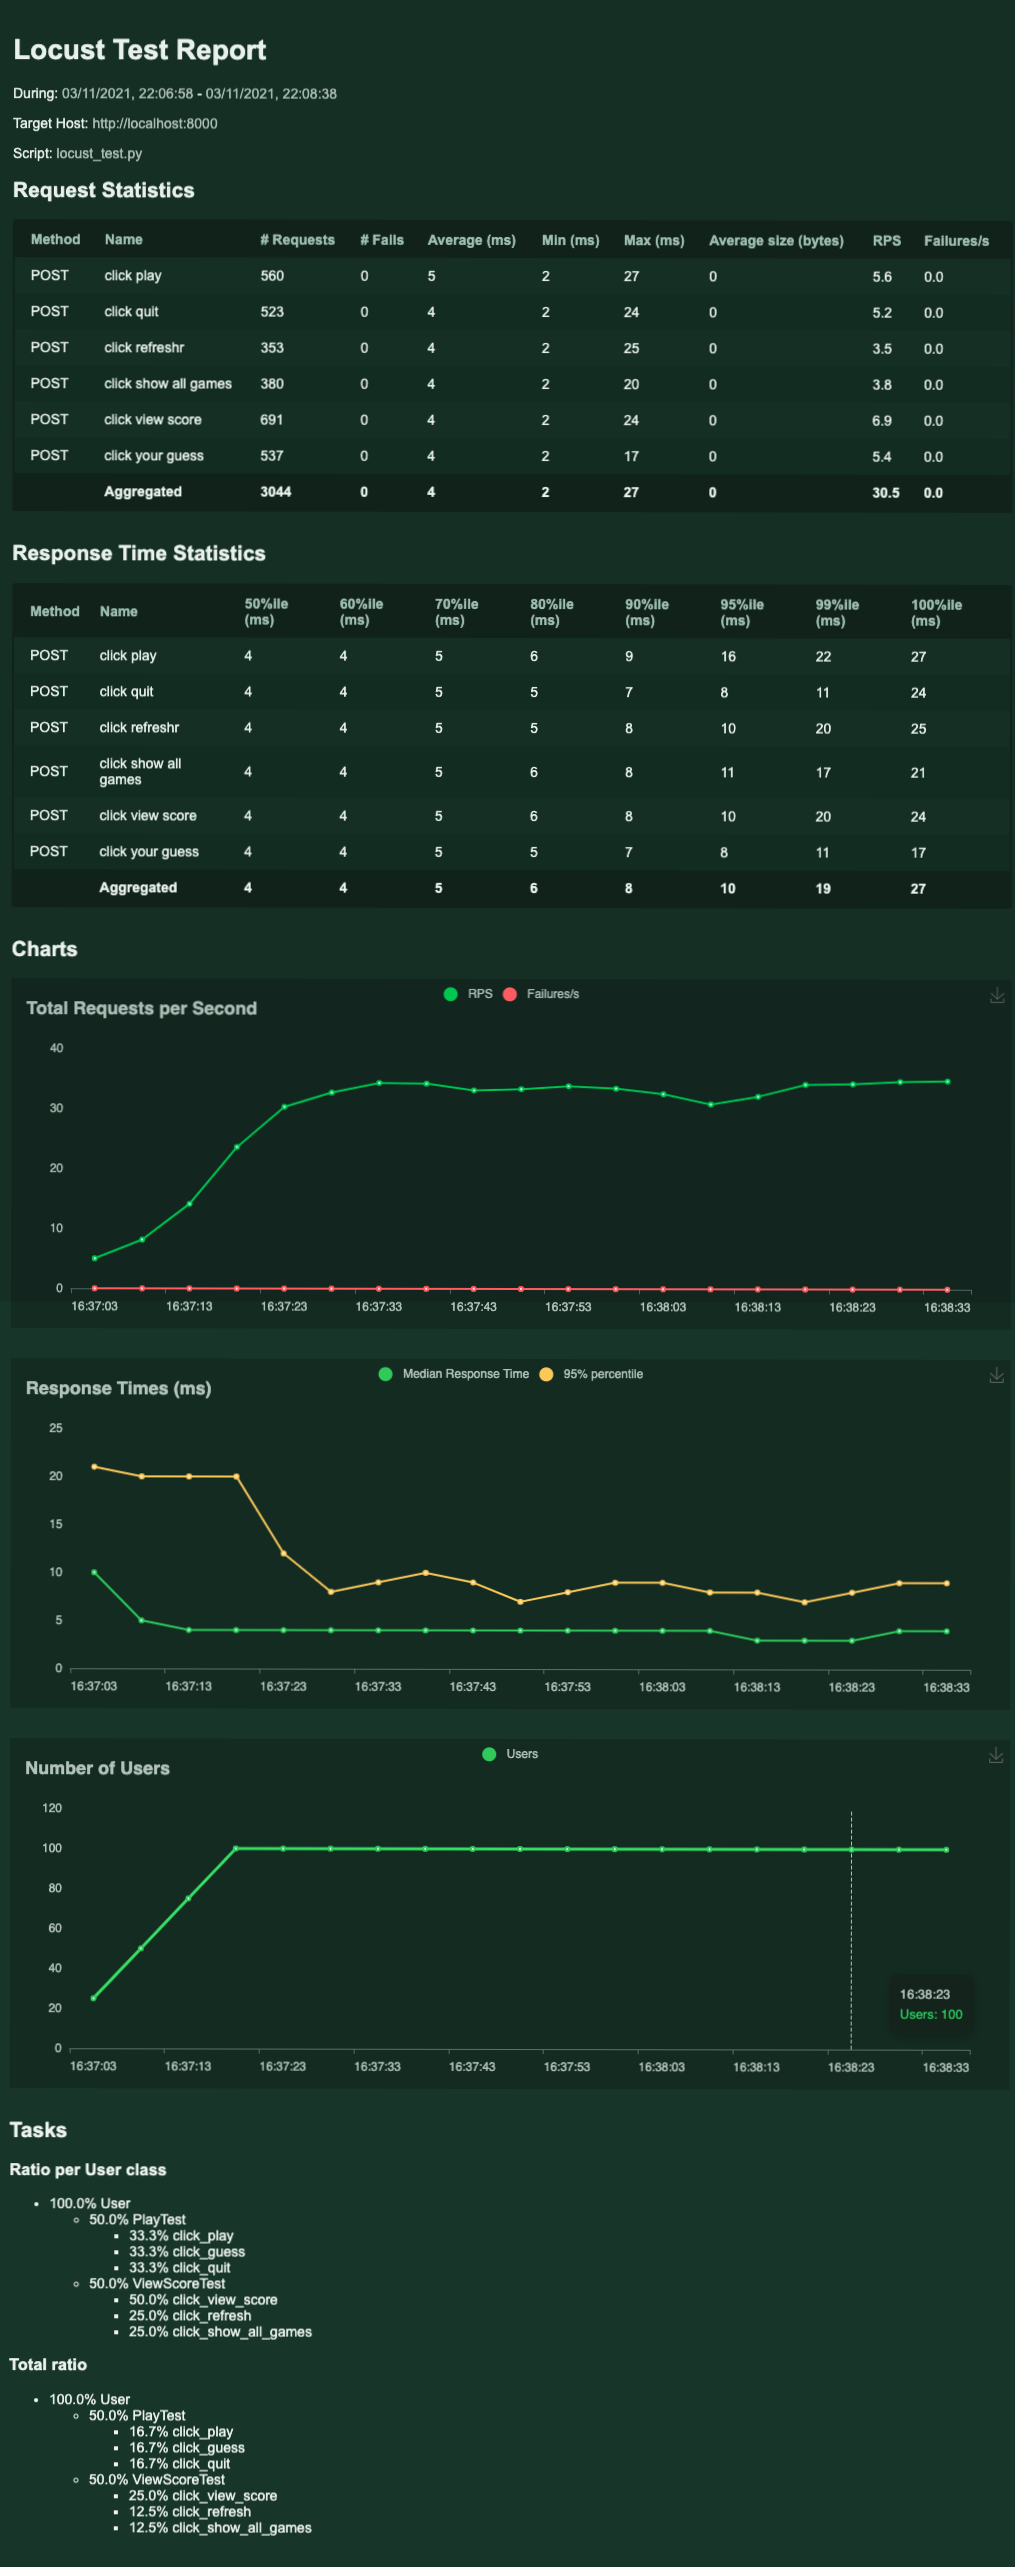 Locust Test Report
During: 03/11/2021, 22:06:58 - 03/11/2021, 22:08:38
Target Host: http://localhost:8000
Script: locust_test.py
Request Statistics
Method Name # Requests # Fails Average (ms) Min (ms) Max (ms) Average size (bytes) RPS Failures/s
POST click play 560 0 5 2 27 0 5.6 0.0
POST click quit 523 0 4 2 24 0 5.2 0.0
POST click refreshr 353 0 4 2 25 0 3.5 0.0
POST click show all games 380 0 4 2 20 0 3.8 0.0
POST click view score 691 0 4 2 24 0 6.9 0.0
POST click your guess 537 0 4 2 17 0 5.4 0.0
Aggregated 3044 0 4 2 27 0 30.5 0.0
Response Time Statistics
Method Name 50%ile (ms) 60%ile (ms) 70%ile (ms) 80%ile (ms) 90%ile (ms) 95%ile (ms) 99%ile (ms) 100%ile (ms)
POST click play 4 4 5 6 9 16 22 27
POST click quit 4 4 5 5 7 8 11 24
POST click refreshr 4 4 5 5 8 10 20 25
POST click show all games 4 4 5 6 8 11 17 21
POST click view score 4 4 5 6 8 10 20 24
POST click your guess 4 4 5 5 7 8 11 17
Aggregated 4 4 5 6 8 10 19 27
Charts
RPS Failures/s
Total Requests per Second
40
30
20
10
0
16:37:03 16:37:13 16:37:23 16:37:33 16:37:43 16:37:53 16:38:03 16:38:13 16:38:23 16:38:33
Median Response Time 95% percentile
Response Times (ms)
25
20
15
10
5
0
16:37:03 16:37:13 16:37:23 16:37:33 16:37:43 16:37:53 16:38:03 16:38:13 16:38:23 16:38:33
Users
Number of Users
120
100
80
60
40
20
0
16:38:23
Users: 100
16:37:03 16:37:13 16:37:23 16:37:33 16:37:43 16:37:53 16:38:03 16:38:13 16:38:23 16:38:33
Tasks
Ratio per User class
100.0% User
50.0% PlayTest
33.3% click_play
33.3% click_guess
33.3% click_quit
50.0% ViewScoreTest
50.0% click_view_score
25.0% click_refresh
25.0% click_show_all_games
Total ratio
100.0% User
50.0% PlayTest
16.7% click_play
16.7% click_guess
16.7% click_quit
50.0% ViewScoreTest
25.0% click_view_score
12.5% click_refresh
12.5% click_show_all_games